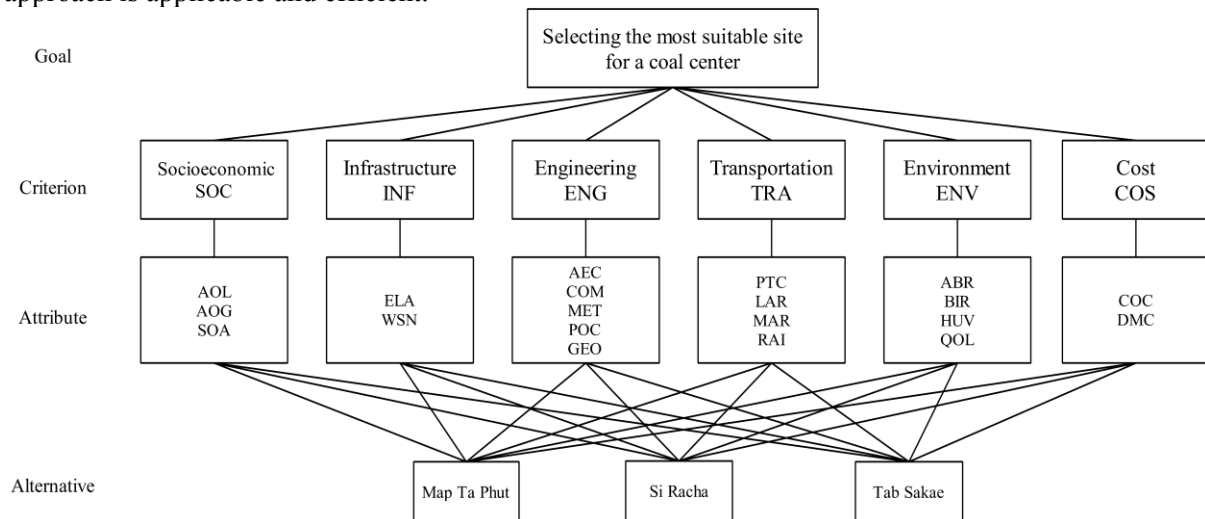 approach is applicable and efficient.
Goal
Selecting the most suitable site
for a coal center
Criterion
Socioeconomic
SOC
Infrastructure
INF
Engineering
ENG
Transportation
TRA
Environment
ENV
Cost
COS
Attribute
AOL
AOG
SOA
ELA
WSN
AEC
COM
MET
POC
GEO
PTC
LAR
MAR
RAI
ABR
BIR
HUV
QOL
COC
DMC
Alternative
Map Ta Phut
Si Racha
Tab Sakae